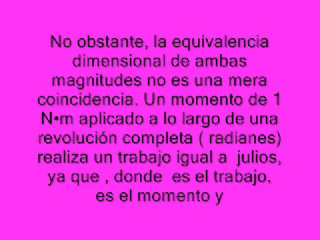 No obstante, la equivalencia
dimensional de ambas
magnitudes no es una mera
coincidencia. Un momento de 1
N•m aplicado a lo largo de una
revolución completa ( radianes)
realiza un trabajo igual a  julios,
ya que , donde  es el trabajo,
es el momento y